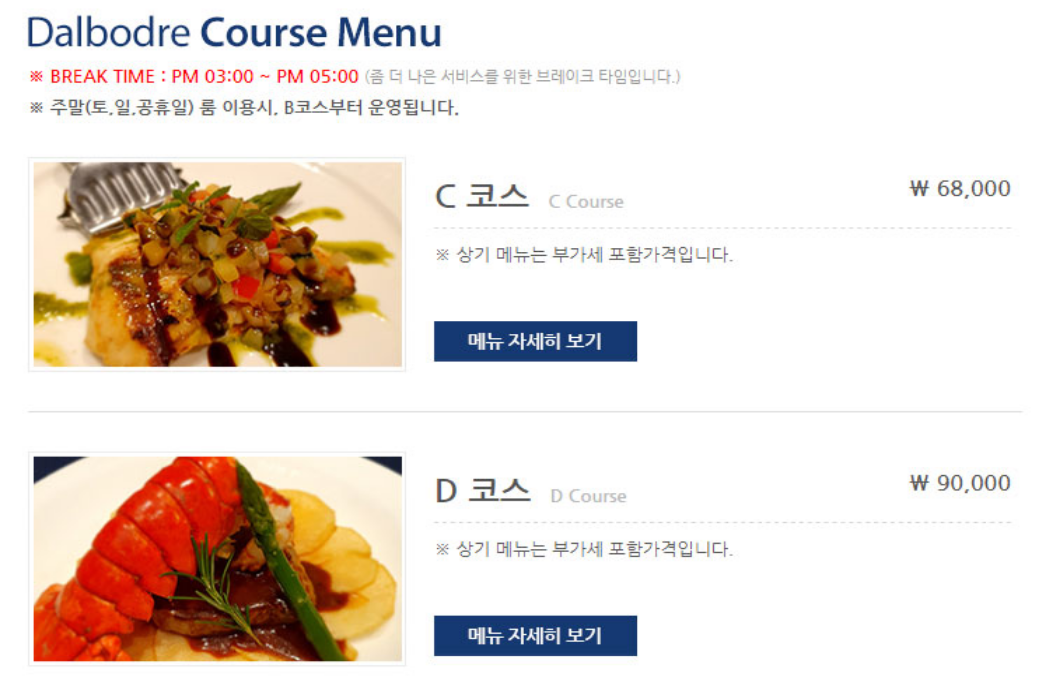 Dalbodre Course Menu
※ BREAK TIME : PM 03:00 ~ PM 05:00 (좀 더 나은 서비스를 위한 브레이크 타임입니다.)
※ 주말(토,일,공휴일) 룸 이용시, B코스부터 운영됩니다.
C 코스 C Course ₩ 68,000
※ 상기 메뉴는 부가세 포함가격입니다.
메뉴 자세히 보기
D 코스 D Course ₩ 90,000
※ 상기 메뉴는 부가세 포함가격입니다.
메뉴 자세히 보기